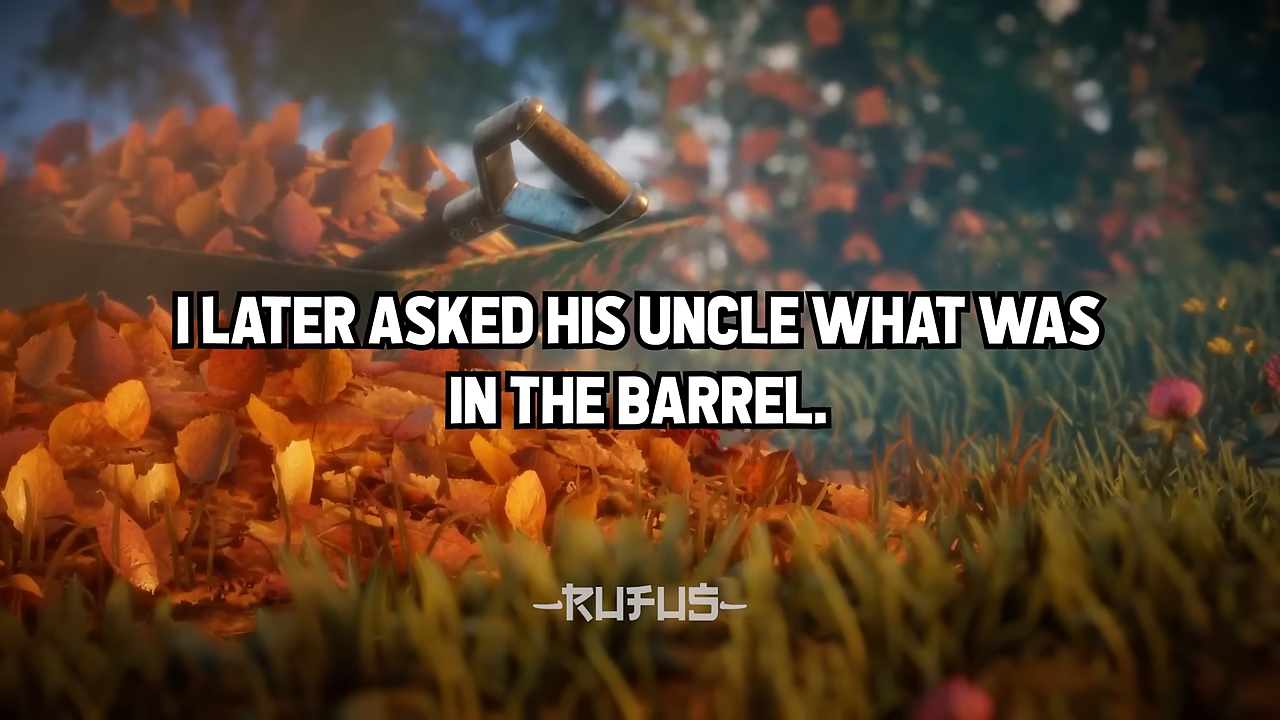 I LATER ASKED HIS UNCLE WHAT WAS
IN THE BARREL.
-RUFUS-